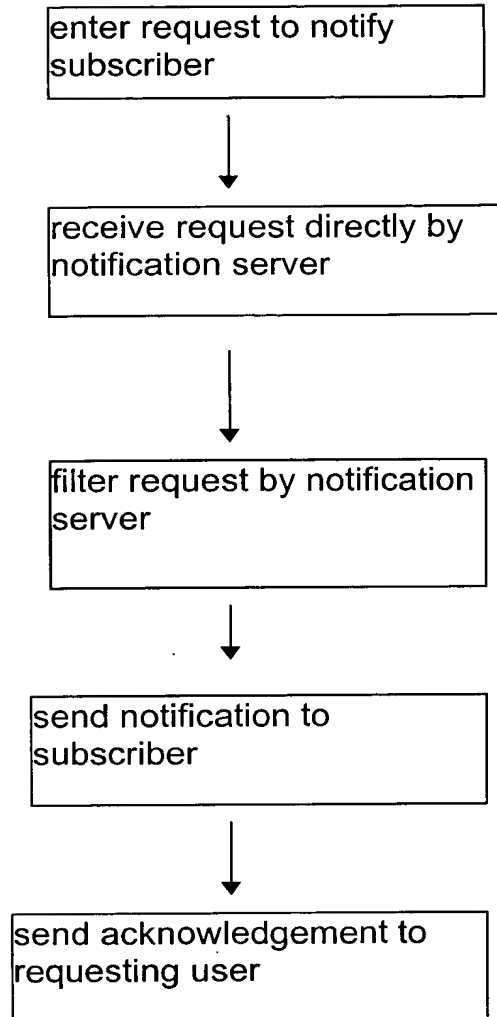 enter request to notify
subscriber
receive request directly by
notification server
filter request by notification
server
send notification to
subscriber
send acknowledgement to
requesting user